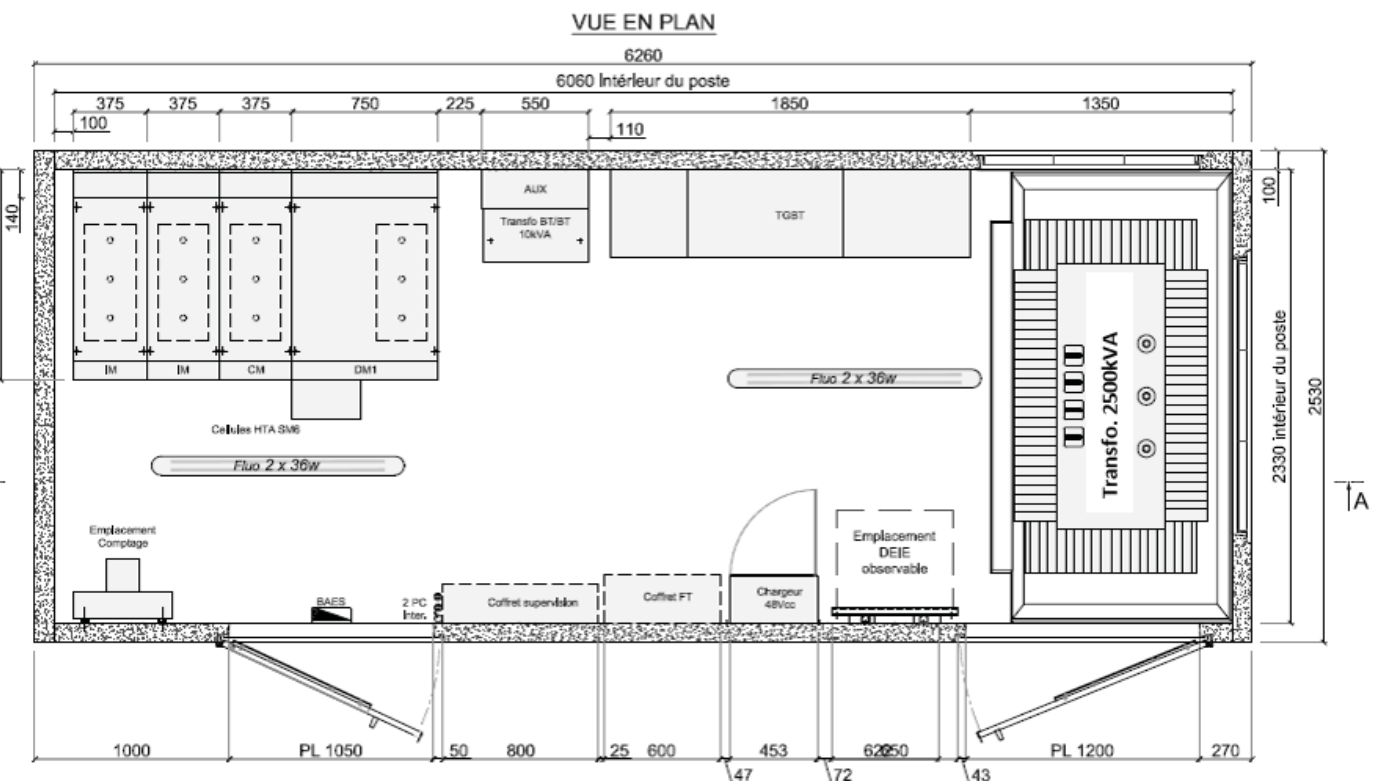 VUE EN PLAN
6260
6060 Intérieur du poste
375
375
375
750
225
550
1850
1350
100
110
140
AUX
Transfo BT/BT
10kVA
TGBT
100
IM
IM
CM
DM1
Cellules HTA SM6
Fluo 2 x 36w
Fluo 2 x 36w
Transfo. 2500kVA
2330 intérieur du poste
2530
A
Emplacement
Comptage
BAES
2 PC
Inter.
Coffret supervision
Coffret FT
Chargeur
48Vcc
Emplacement
DEIE
observable
1000
PL 1050
50
800
25
600
453
PL 1200
270
47
72
43